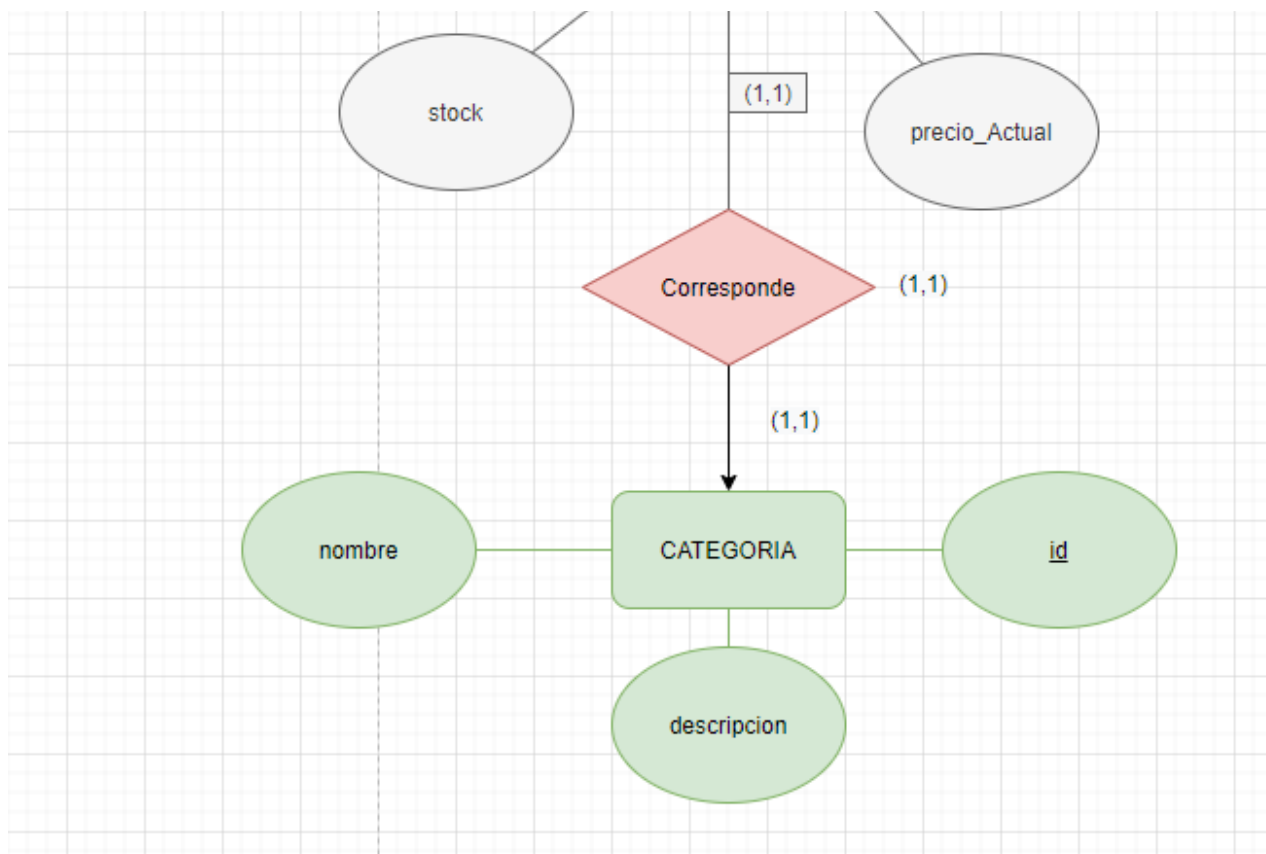 (1,1)
stock
precio_Actual
Corresponde
(1,1)
(1,1)
nombre
CATEGORIA
id
descripcion